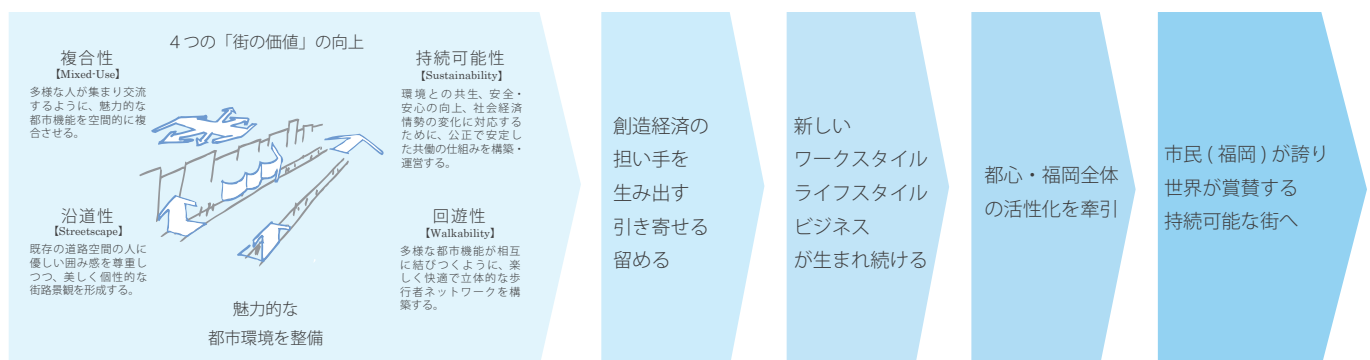 4つの「街の価値」の向上
複合性
【Mixed-Use】
多様な人が集まり交流
するように、魅力的な
都市機能を空間的に複
合させる。
持続可能性
【Sustainability】
環境との共生、安全・
安心の向上、社会経済
情勢の変化に対応する
ために、公正で安定し
た共働の仕組みを構築・
運営する。
沿道性
【Streetscape】
既存の道路空間の人に
優しい囲み感を尊重し
つつ、美しく個性的な
街路景観を形成する。
回遊性
【Walkability】
多様な都市機能が相互
に結びつくように、楽
しく快適で立体的な歩
行者ネットワークを構
築する。
魅力的な
都市環境を整備
創造経済の
担い手を
生み出す
引き寄せる
留める
新しい
ワークスタイル
ライフスタイル
ビジネス
が生まれ続ける
都心・福岡全体
の活性化を牽引
市民(福岡)が誇り
世界が賞賛する
持続可能な街へ